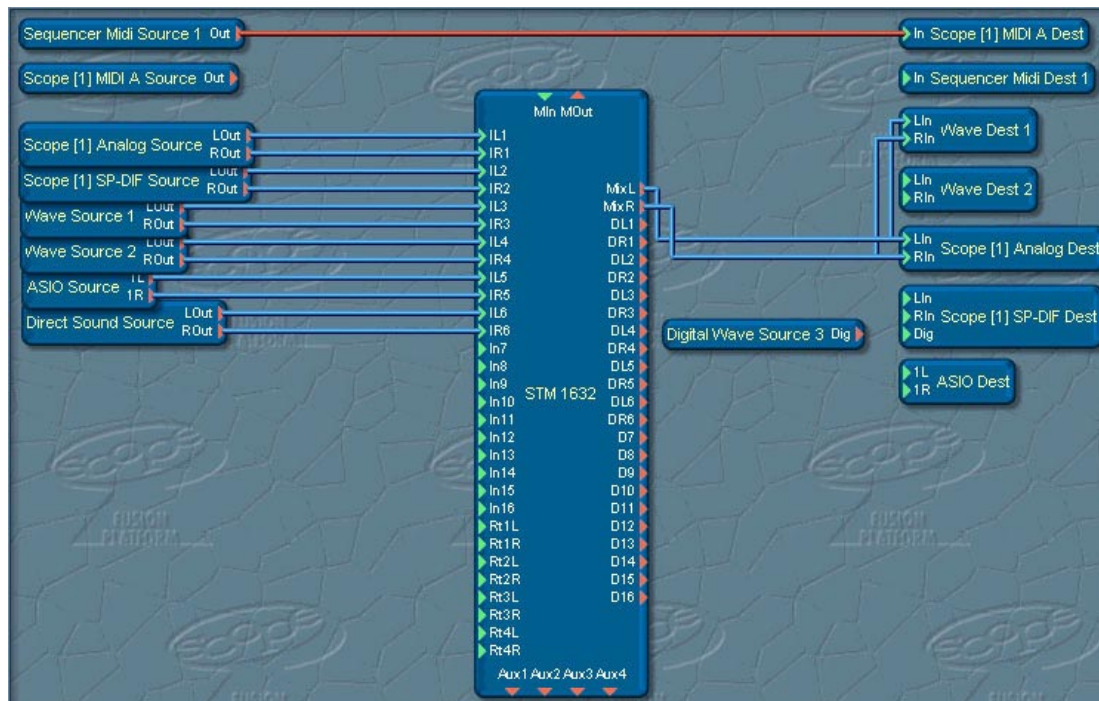 Sequencer Midi Source 1 Out
Scope [1] MIDI A Source Out
Scope [1] Analog Source
LOut
ROut
Scope [1] SP-DIF Source
LOut
ROut
Wave Source 1
LOut
ROut
Wave Source 2
LOut
ROut
ASIO Source
1L
1R
Direct Sound Source
LOut
ROut
MIn MOut
IL1
IR1
IL2
IR2
IL3
IR3
IL4
IR4
IL5
IR5
IL6
IR6
In7
In8
In9
In10
In11
In12
In13
In14
In15
In16
Rt1L
Rt1R
Rt2L
Rt2R
Rt3L
Rt3R
Rt4L
Rt4R
STM 1632
MixL
MixR
DL1
DR1
DL2
DR2
DL3
DR3
DL4
DR4
DL5
DR5
DL6
DR6
D7
D8
D9
D10
D11
D12
D13
D14
D15
D16
Aux1 Aux2 Aux3 Aux4
Digital Wave Source 3 Dig
In Scope [1] MIDI A Dest
In Sequencer Midi Dest 1
LIn
RIn
Wave Dest 1
LIn
RIn
Wave Dest 2
LIn
RIn
Scope [1] Analog Dest
LIn
RIn
Dig
Scope [1] SP-DIF Dest
1L
1R
ASIO Dest
scope
FUSION
PLATFORM
scope
FUSION
PLATFORM